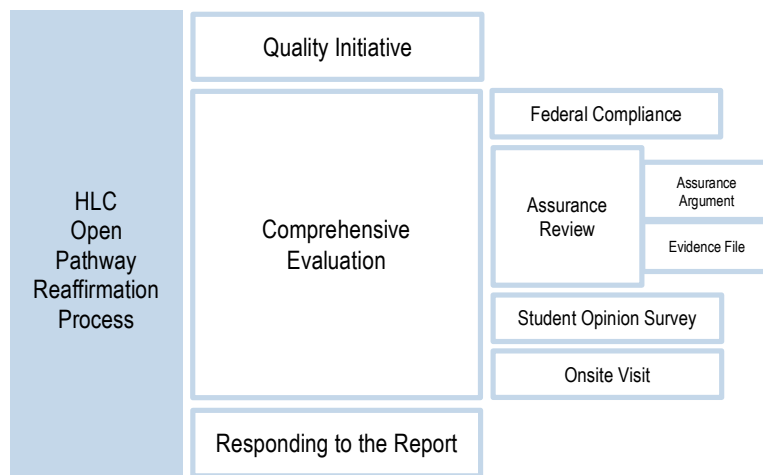 HLC
Open
Pathway
Reaffirmation
Process
Quality Initiative
Comprehensive
Evaluation
Federal Compliance
Assurance
Review
Assurance
Argument
Evidence File
Student Opinion Survey
Onsite Visit
Responding to the Report